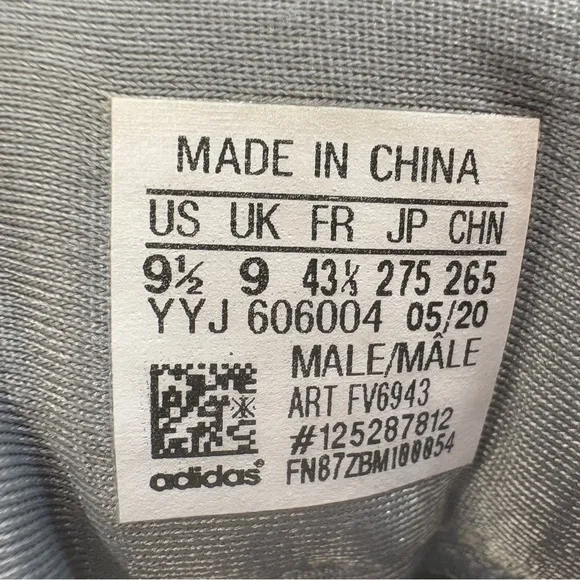 MADE IN CHINA
US UK FR JP CHN
9½ 9 43⅓ 275 265
YYJ 606004 05/20
MALE/MÂLE
ART FV6943
#125287812
FN87ZBM100054
adidas®